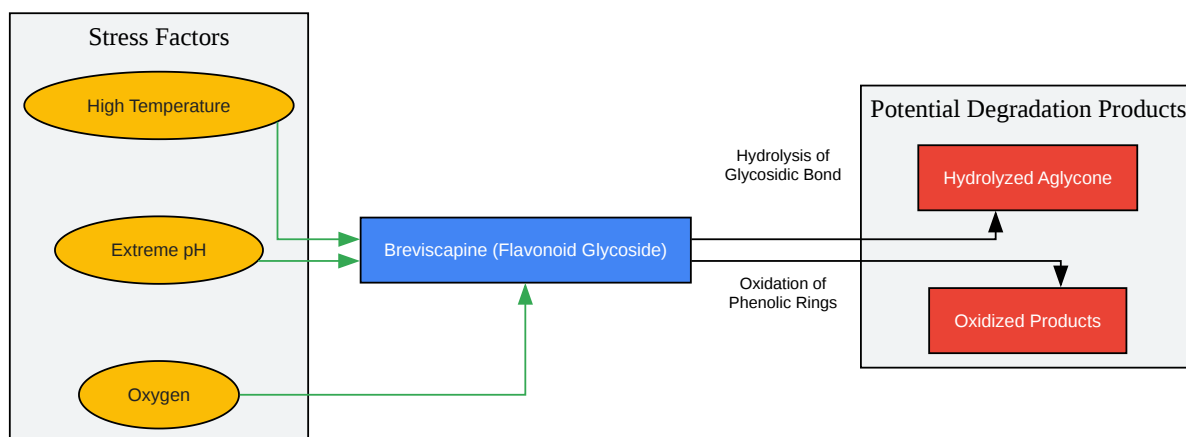 Stress Factors
High Temperature
Extreme pH
Oxygen
Breviscapine (Flavonoid Glycoside)
Hydrolysis of
Glycosidic Bond
Oxidation of
Phenolic Rings
Potential Degradation Products
Hydrolyzed Aglycone
Oxidized Products